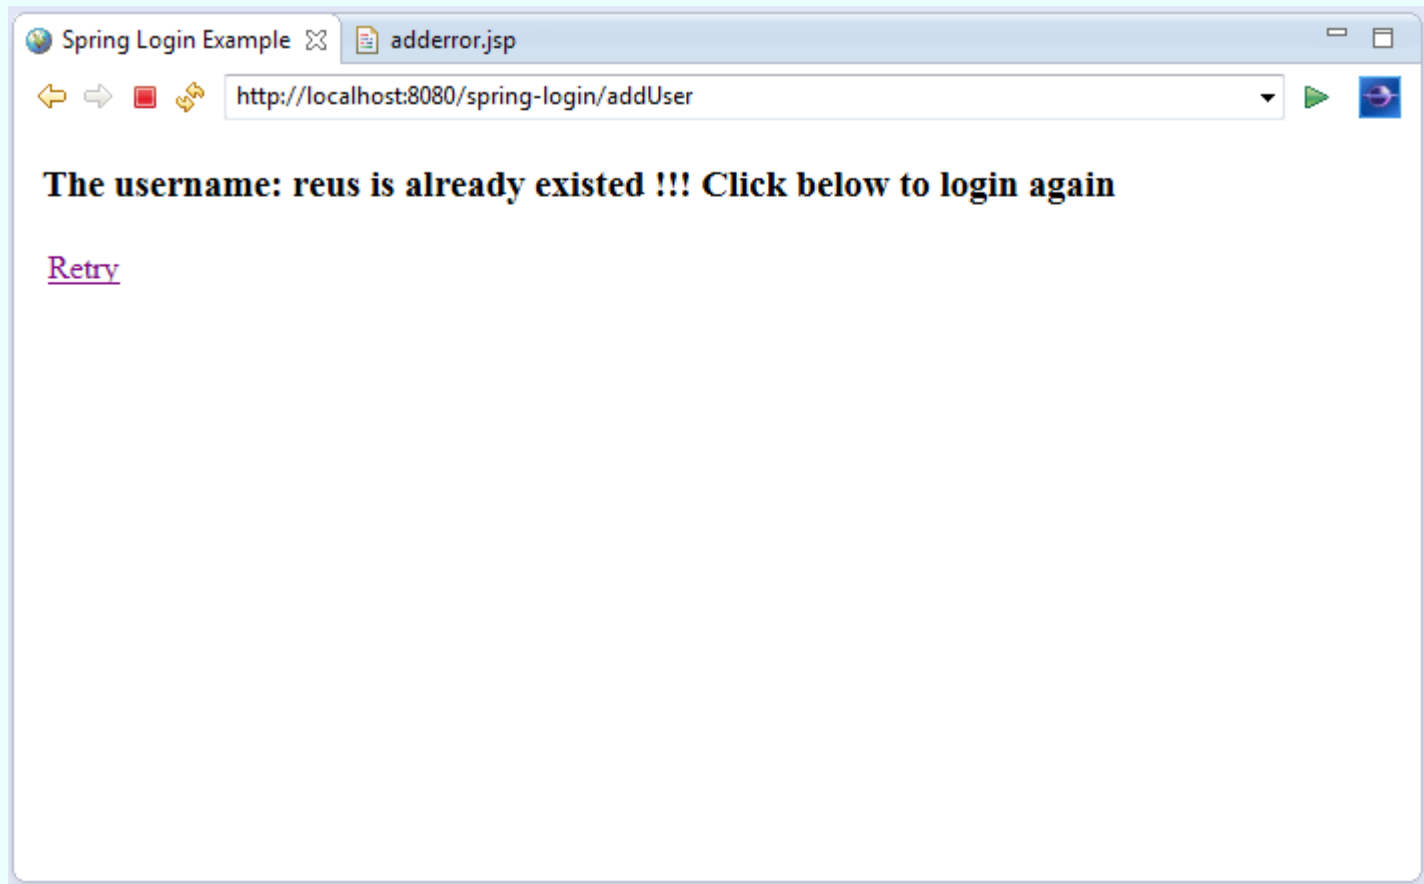 Spring Login Example
adderror.jsp
http://localhost:8080/spring-login/addUser
The username: reus is already existed !!! Click below to login again
Retry